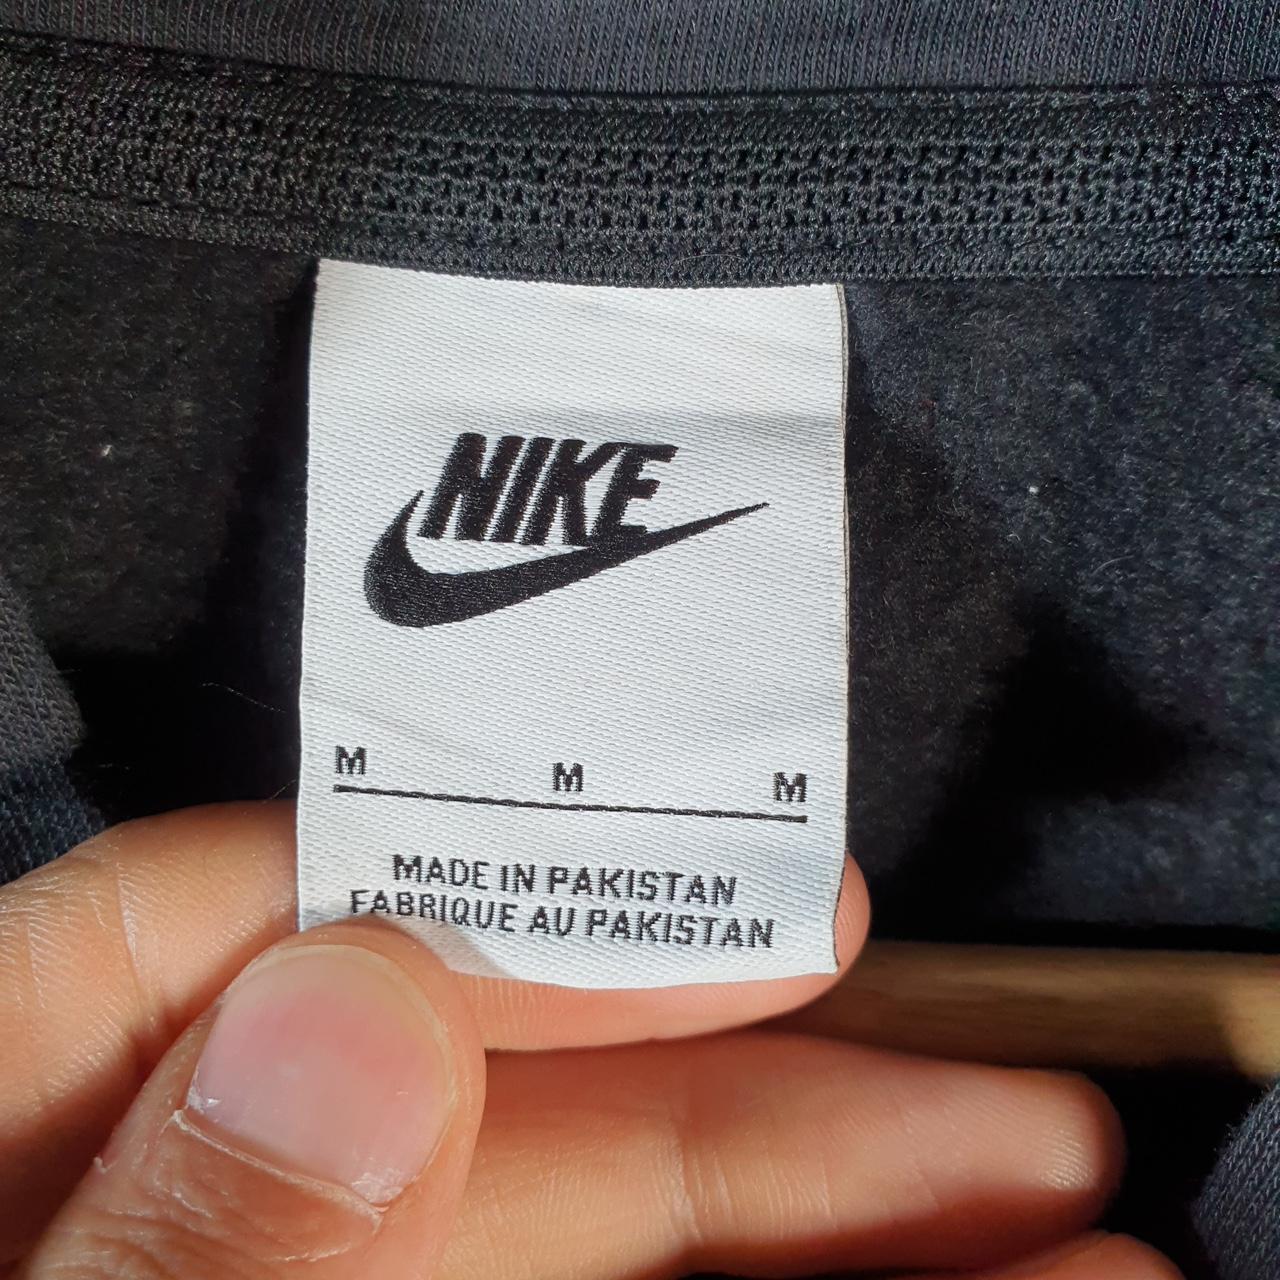 NIKE
M M M
MADE IN PAKISTAN
FABRIQUE AU PAKISTAN